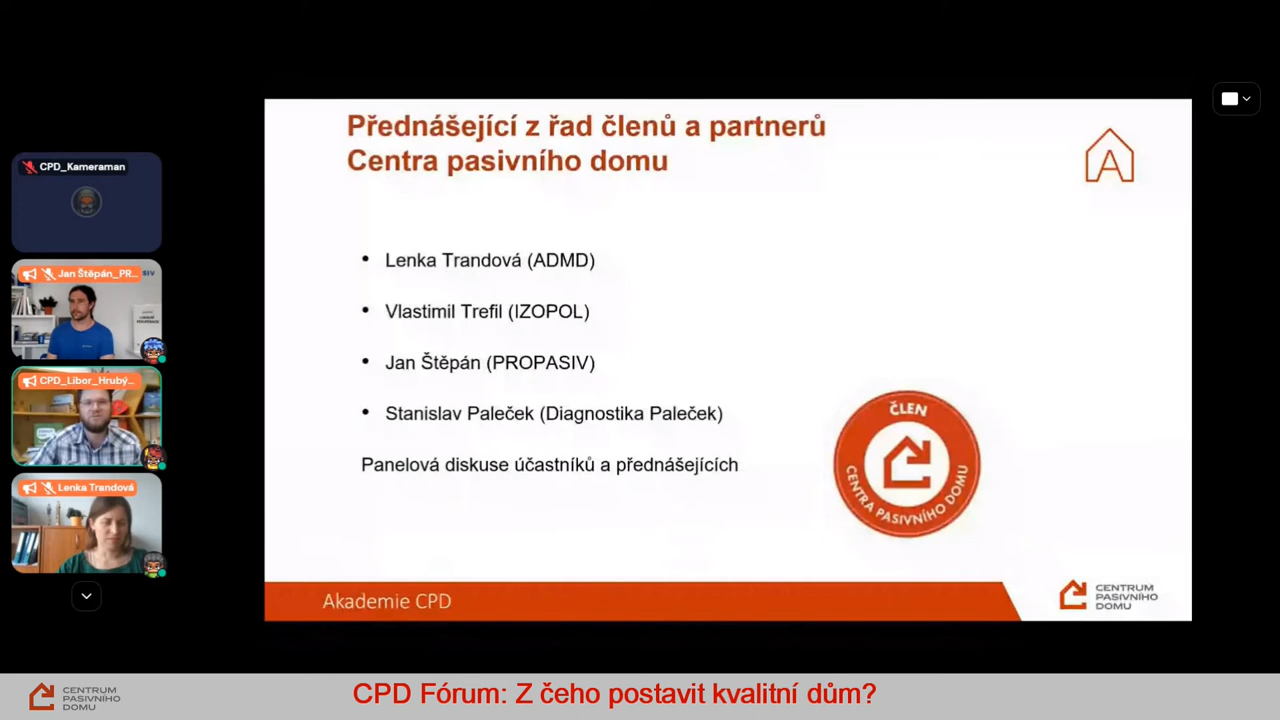 Přednášející z řad členů a partnerů
Centra pasivního domu
A
CPD_Kameraman
Jan Štěpán_PR...
CPD_Libor_Hrubý...
Lenka Trandová
• Lenka Trandová (ADMD)
• Vlastimil Trefil (IZOPOL)
• Jan Štěpán (PROPASIV)
• Stanislav Paleček (Diagnostika Paleček)
Panelová diskuse účastníků a přednášejících
ČLEN
CENTRA PASIVNÍHO DOMU
Akademie CPD
CENTRUM
PASIVNÍHO
DOMU
CENTRUM
PASIVNÍHO
DOMU
CPD Fórum: Z čeho postavit kvalitní dům?